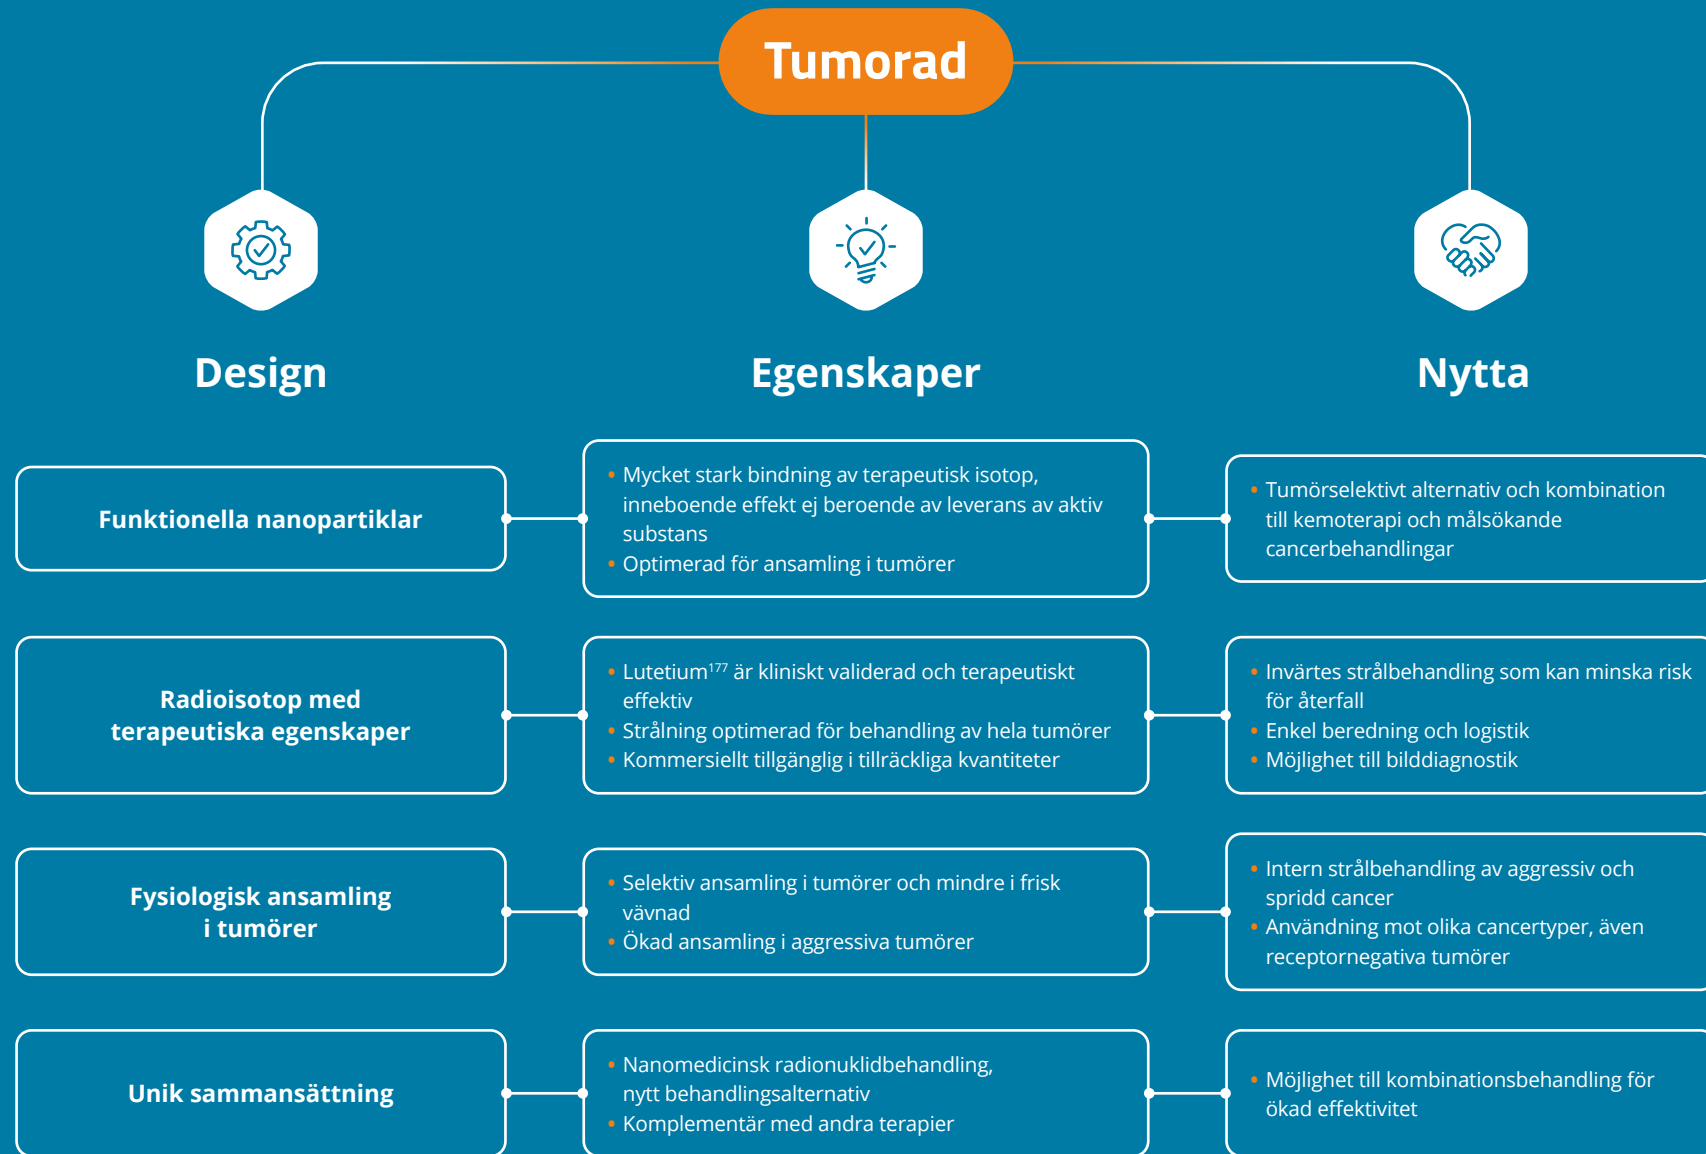 Tumorad
Design
Egenskaper
Nytta
Funktionella nanopartiklar
• Mycket stark bindning av terapeutisk isotop,
inneboende effekt ej beroende av leverans av aktiv
substans
• Optimerad för ansamling i tumörer
• Tumörselektivt alternativ och kombination
till kemoterapi och målsökande
cancerbehandlingar
Radioisotop med
terapeutiska egenskaper
• Lutetium¹⁷⁷ är kliniskt validerad och terapeutiskt
effektiv
• Strålning optimerad för behandling av hela tumörer
• Kommersiellt tillgänglig i tillräckliga kvantiteter
• Invärtes strålbehandling som kan minska risk
för återfall
• Enkel beredning och logistik
• Möjlighet till bilddiagnostik
Fysiologisk ansamling
i tumörer
• Selektiv ansamling i tumörer och mindre i frisk
vävnad
• Ökad ansamling i aggressiva tumörer
• Intern strålbehandling av aggressiv och
spridd cancer
• Användning mot olika cancertyper, även
receptornegativa tumörer
Unik sammansättning
• Nanomedicinsk radionuklidbehandling,
nytt behandlingsalternativ
• Komplementär med andra terapier
• Möjlighet till kombinationsbehandling för
ökad effektivitet